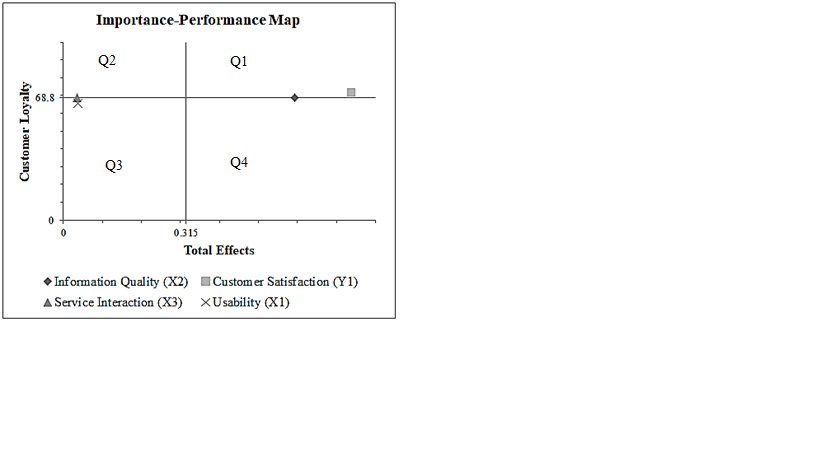 Importance-Performance Map
Q2 Q1
Customer Loyalty
68.8
Q3 Q4
0
0 0.315
Total Effects
Information Quality (X2) Customer Satisfaction (Y1)
Service Interaction (X3) Usability (X1)